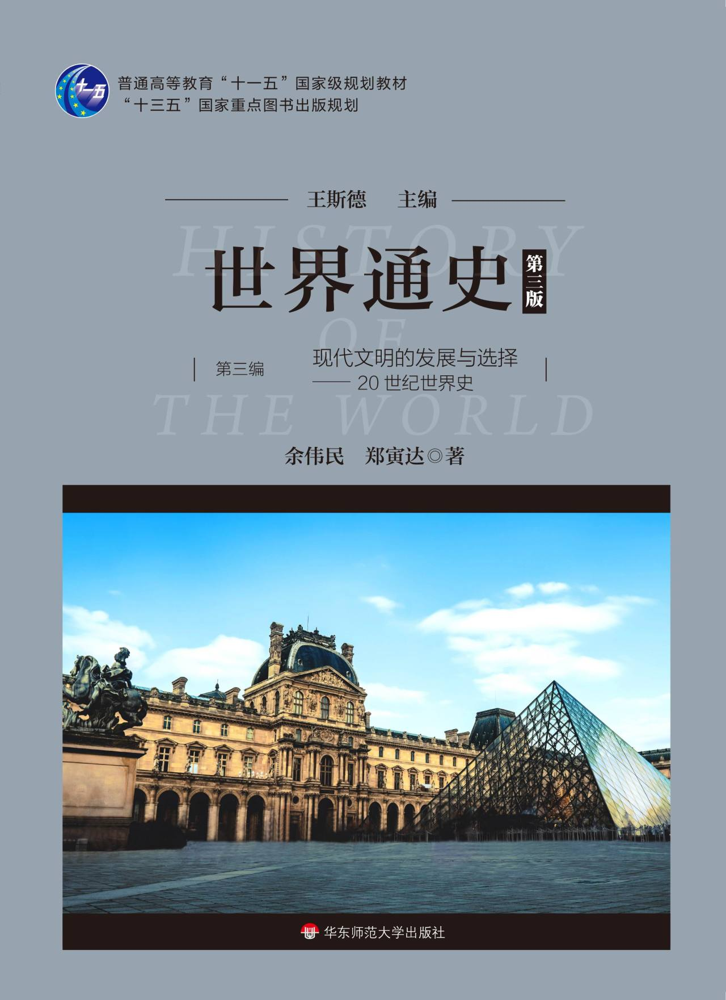 十一五
普通高等教育“十一五”国家级规划教材
“十三五”国家重点图书出版规划
王斯德 主编
HISTORY
世界通史 第三版
OF
第三编 现代文明的发展与选择
—— 20 世纪世界史
THE WORLD
余伟民 郑寅达◎著
华东师范大学出版社